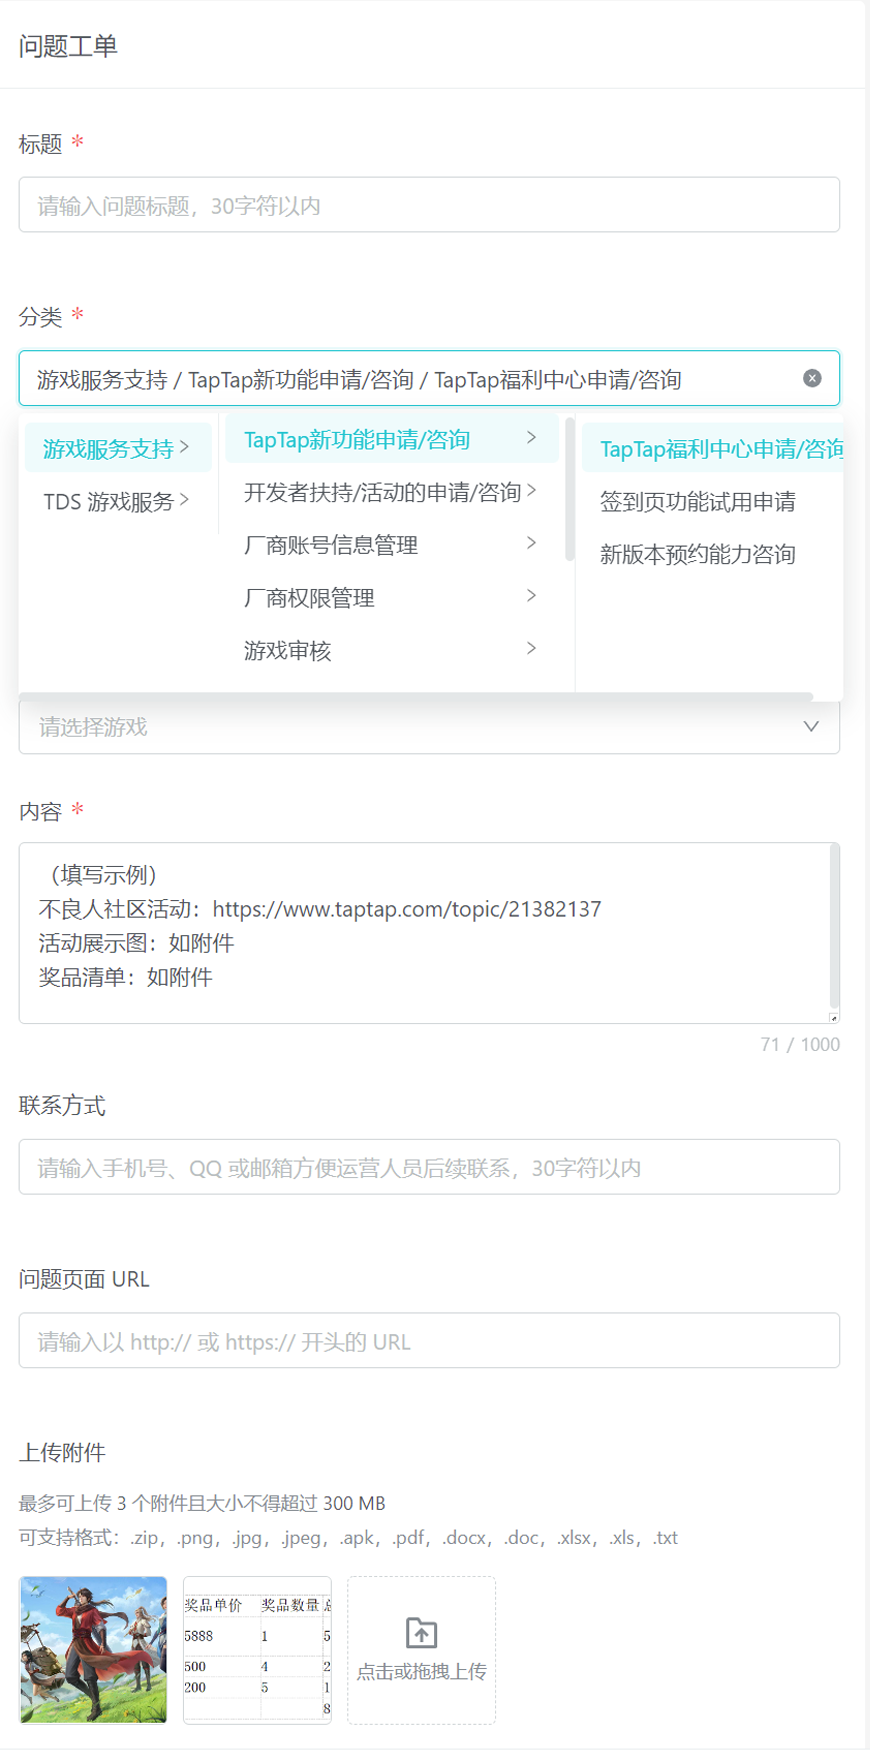 问题工单
标题 *
请输入问题标题，30字符以内
分类 *
游戏服务支持 / TapTap新功能申请/咨询 / TapTap福利中心申请/咨询
游戏服务支持
TDS 游戏服务
TapTap新功能申请/咨询
开发者扶持/活动的申请/咨询
厂商账号信息管理
厂商权限管理
游戏审核
TapTap福利中心申请/咨询
签到页功能试用申请
新版本预约能力咨询
请选择游戏
内容 *
（填写示例）
不良人社区活动：https://www.taptap.com/topic/21382137
活动展示图：如附件
奖品清单：如附件
71 / 1000
联系方式
请输入手机号、QQ 或邮箱方便运营人员后续联系，30字符以内
问题页面 URL
请输入以 http:// 或 https:// 开头的 URL
上传附件
最多可上传 3 个附件且大小不得超过 300 MB
可支持格式：.zip，.png，.jpg，.jpeg，.apk，.pdf，.docx，.doc，.xlsx，.xls，.txt
奖品单价 奖品数量
5888 1 5
500 4 2
200 5 1
8
点击或拖拽上传